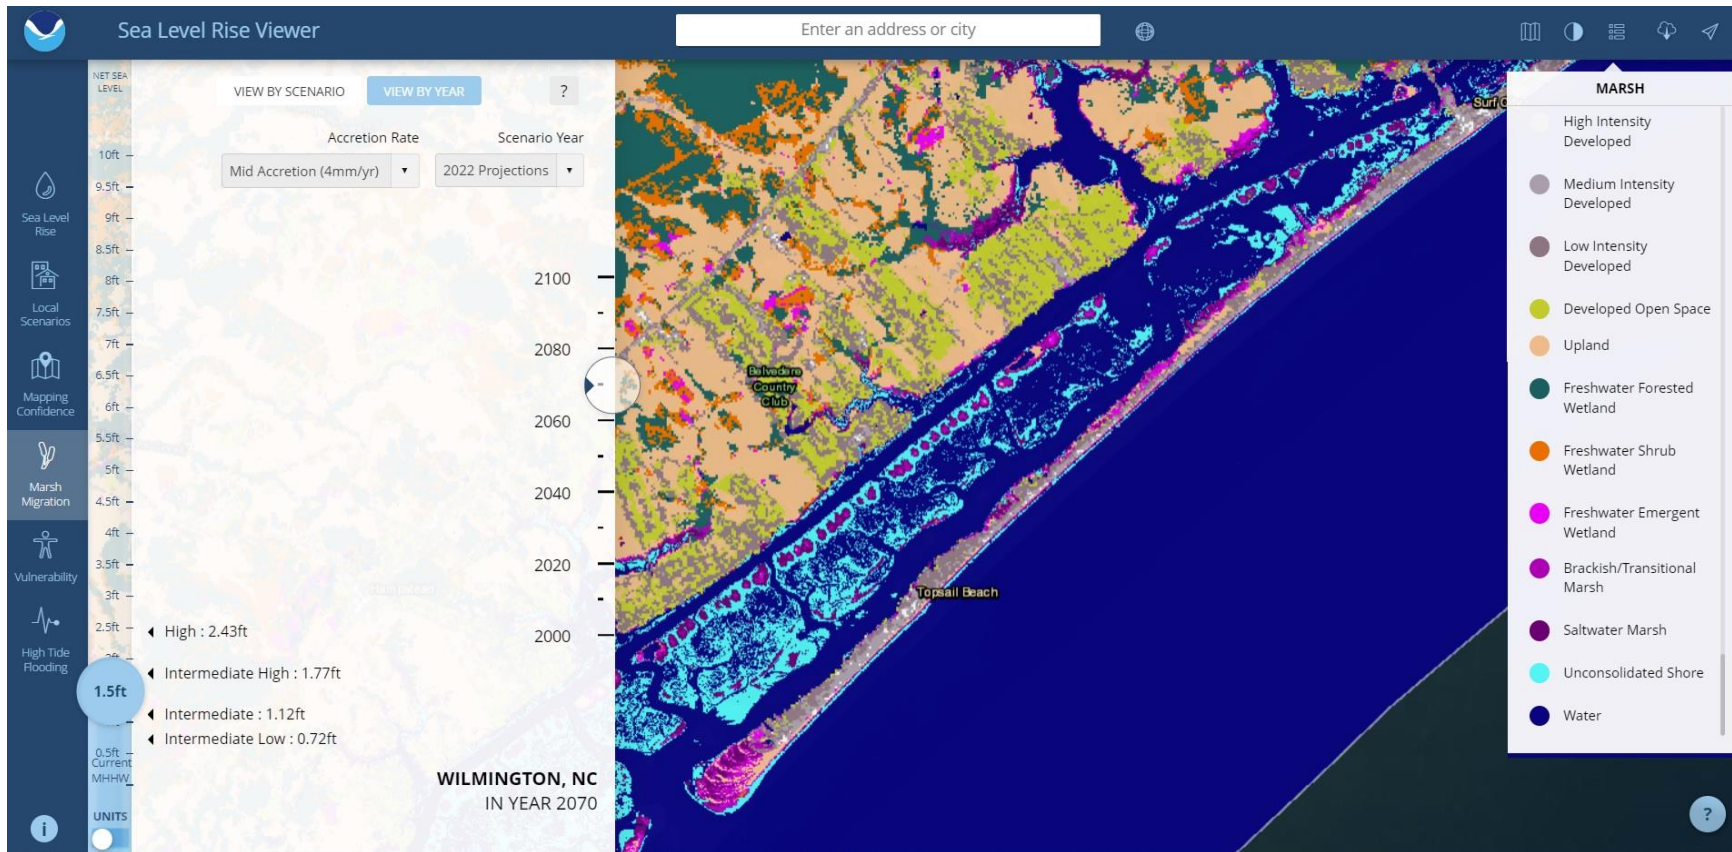 Sea Level Rise Viewer
Enter an address or city
Sea Level
Rise
Local
Scenarios
Mapping
Confidence
Marsh
Migration
Vulnerability
High Tide
Flooding
NET SEA
LEVEL
10ft
9.5ft
9ft
8.5ft
8ft
7.5ft
7ft
6.5ft
6ft
5.5ft
5ft
4.5ft
4ft
3.5ft
3ft
2.5ft
2ft
1.5ft
0.5ft
Current
MHHW
UNITS
VIEW BY SCENARIO
VIEW BY YEAR
?
Accretion Rate
Scenario Year
Mid Accretion (4mm/yr)
2022 Projections
2100
2080
2060
2040
2020
2000
High : 2.43ft
Intermediate High : 1.77ft
Intermediate : 1.12ft
Intermediate Low : 0.72ft
WILMINGTON, NC
IN YEAR 2070
Hampstead
Belvedere
Country
Club
Topsail Beach
Surf C
MARSH
High Intensity
Developed
Medium Intensity
Developed
Low Intensity
Developed
Developed Open Space
Upland
Freshwater Forested
Wetland
Freshwater Shrub
Wetland
Freshwater Emergent
Wetland
Brackish/Transitional
Marsh
Saltwater Marsh
Unconsolidated Shore
Water
i
?